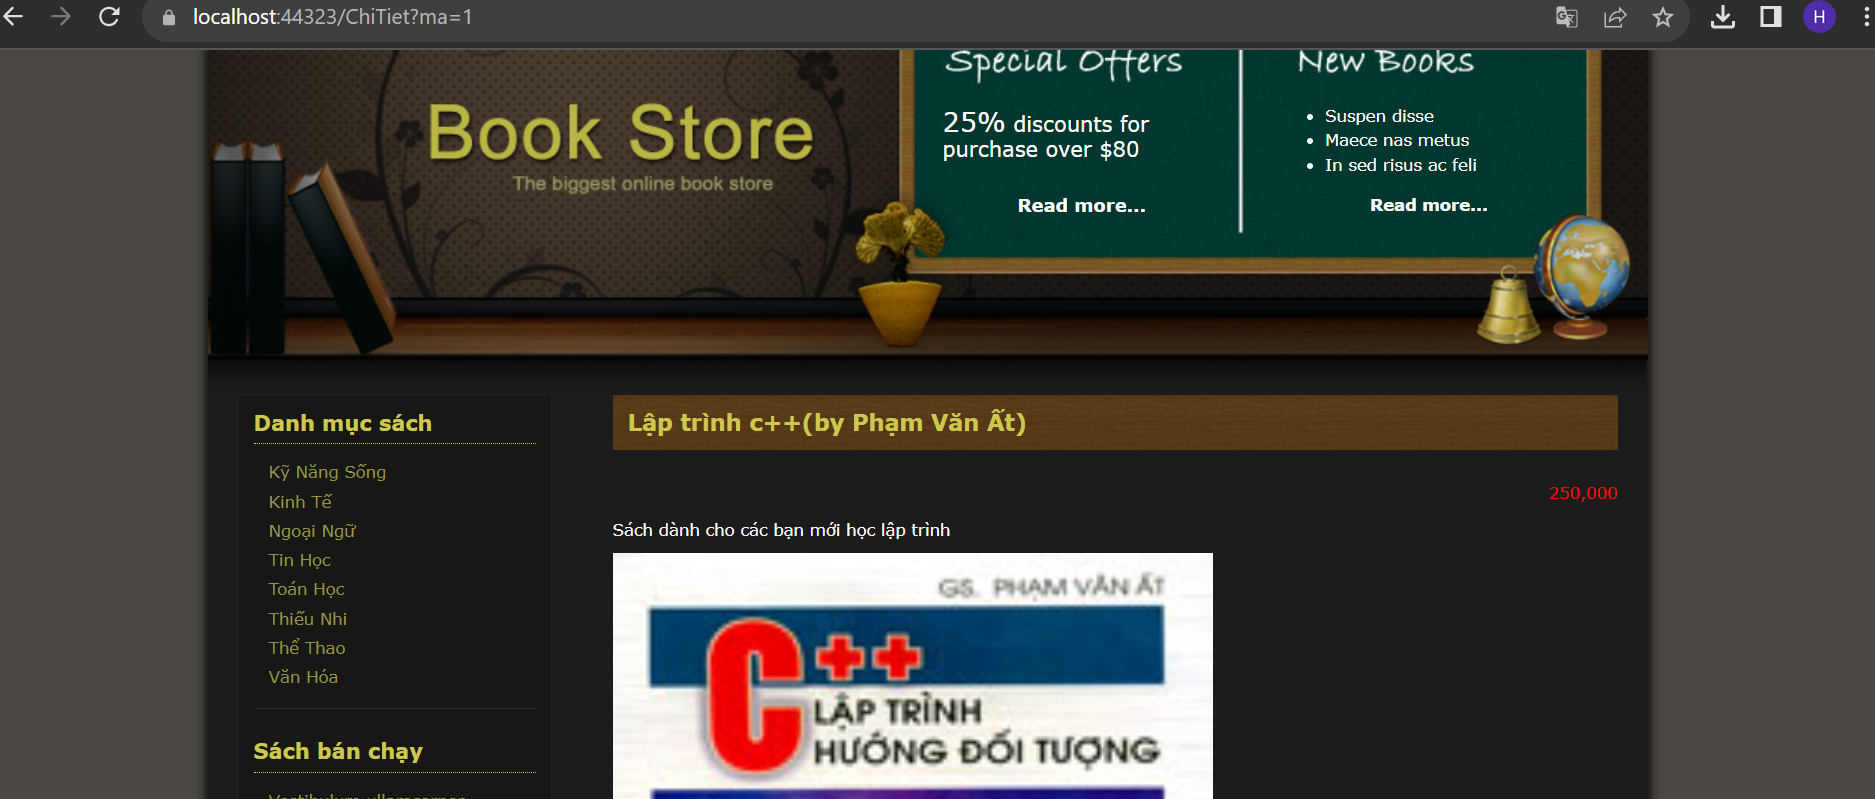 localhost:44323/ChiTiet?ma=1
H
Book Store
The biggest online book store
Special Offers
25% discounts for
purchase over $80
Read more...
New Books
Suspen disse
Maece nas metus
In sed risus ac feli
Read more...
Danh mục sách
Kỹ Năng Sống
Kinh Tế
Ngoại Ngữ
Tin Học
Toán Học
Thiếu Nhi
Thể Thao
Văn Hóa
Sách bán chạy
Lập trình c++(by Phạm Văn Ất)
250,000
Sách dành cho các bạn mới học lập trình
GS. PHẠM VĂN ẤT
C++
LẬP TRÌNH
HƯỚNG ĐỐI TƯỢNG